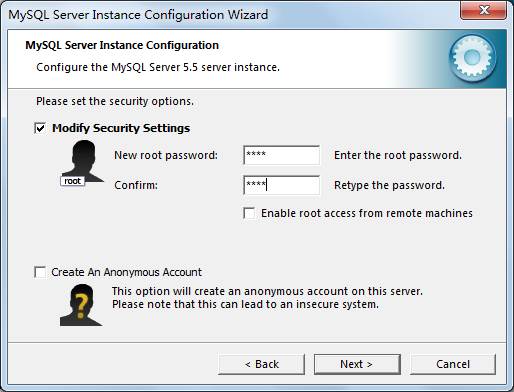 MySQL Server Instance Configuration Wizard
MySQL Server Instance Configuration
Configure the MySQL Server 5.5 server instance.
Please set the security options.
Modify Security Settings
root
New root password: **** Enter the root password.
Confirm: **** Retype the password.
Enable root access from remote machines
Create An Anonymous Account
This option will create an anonymous account on this server.
Please note that this can lead to an insecure system.
< Back Next > Cancel